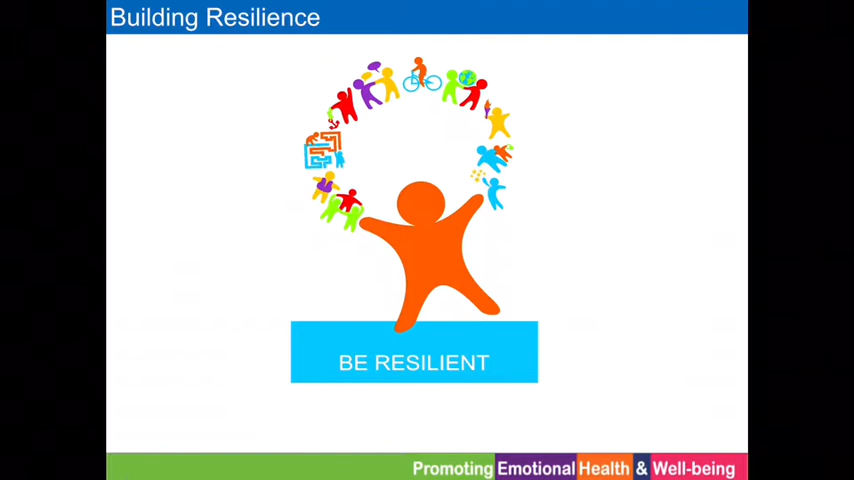 Building Resilience
BE RESILIENT
Promoting Emotional Health & Well-being